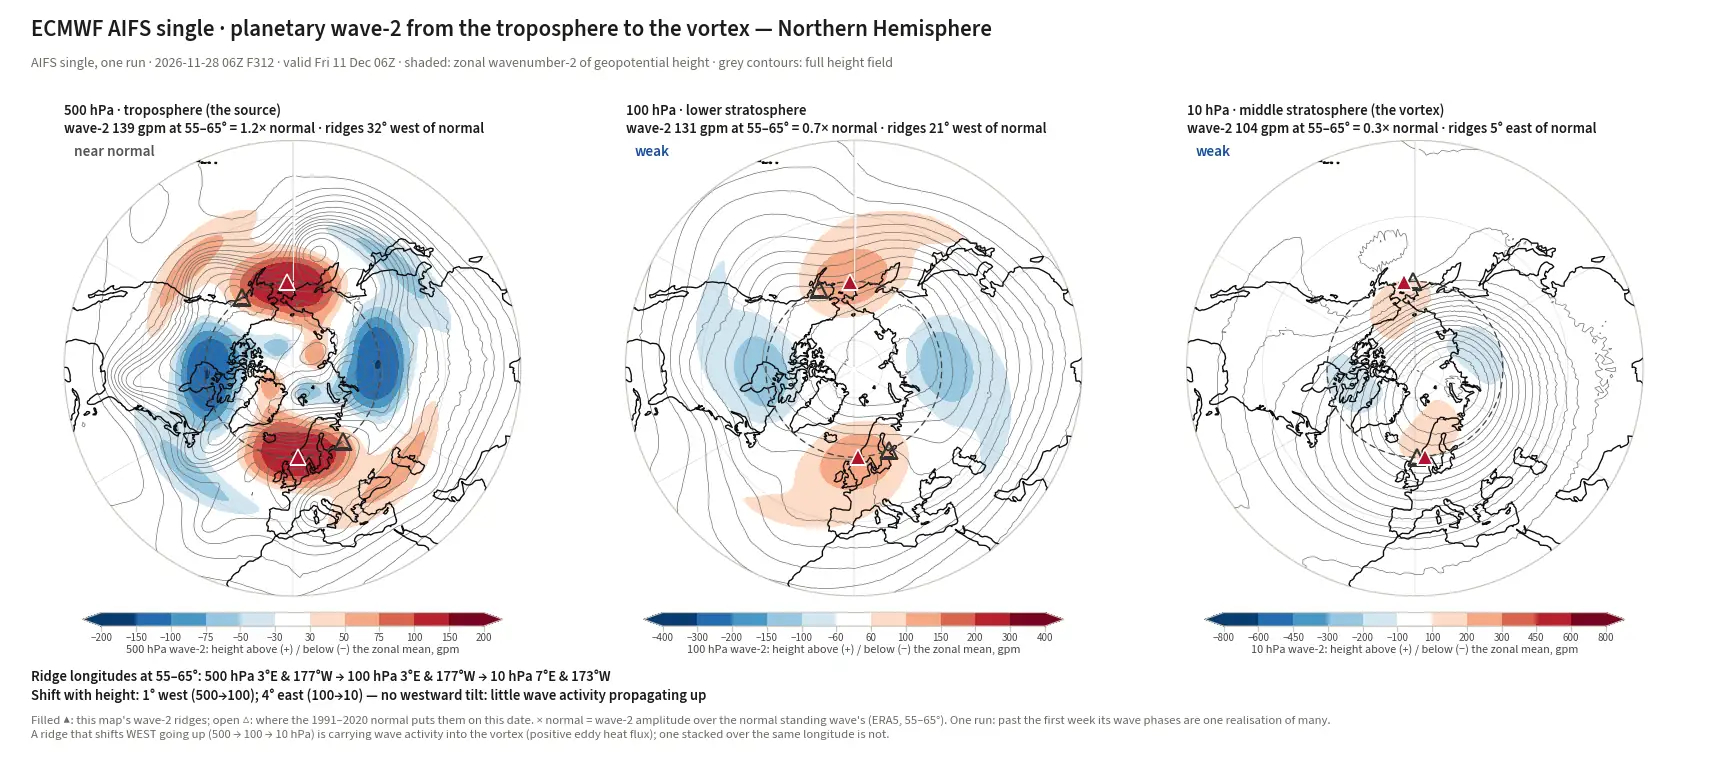 ECMWF AIFS single · planetary wave-2 from the troposphere to the vortex — Northern Hemisphere
AIFS single, one run · 2026-11-28 06Z F312 · valid Fri 11 Dec 06Z · shaded: zonal wavenumber-2 of geopotential height · grey contours: full height field
500 hPa · troposphere (the source)
wave-2 139 gpm at 55–65° = 1.2× normal · ridges 32° west of normal
near normal
100 hPa · lower stratosphere
wave-2 131 gpm at 55–65° = 0.7× normal · ridges 21° west of normal
weak
10 hPa · middle stratosphere (the vortex)
wave-2 104 gpm at 55–65° = 0.3× normal · ridges 5° east of normal
weak
−200 −150 −100 −75 −50 −30 30 50 75 100 150 200
500 hPa wave-2: height above (+) / below (−) the zonal mean, gpm
−400 −300 −200 −150 −100 −60 60 100 150 200 300 400
100 hPa wave-2: height above (+) / below (−) the zonal mean, gpm
−800 −600 −450 −300 −200 −100 100 200 300 450 600 800
10 hPa wave-2: height above (+) / below (−) the zonal mean, gpm
Ridge longitudes at 55–65°: 500 hPa 3°E & 177°W → 100 hPa 3°E & 177°W → 10 hPa 7°E & 173°W
Shift with height: 1° west (500→100); 4° east (100→10) — no westward tilt: little wave activity propagating up
Filled ▲: this map's wave-2 ridges; open △: where the 1991–2020 normal puts them on this date. × normal = wave-2 amplitude over the normal standing wave's (ERA5, 55–65°). One run: past the first week its wave phases are one realisation of many.
A ridge that shifts WEST going up (500 → 100 → 10 hPa) is carrying wave activity into the vortex (positive eddy heat flux); one stacked over the same longitude is not.